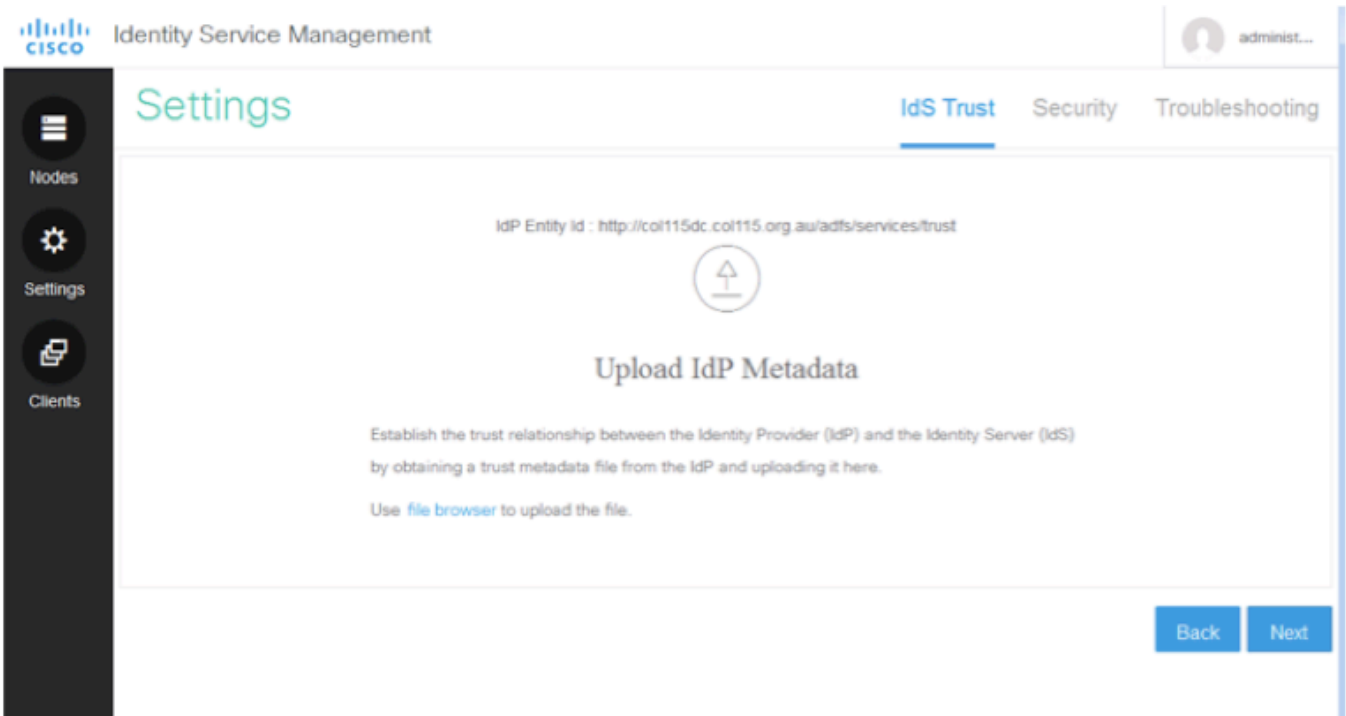 CISCO
Identity Service Management
administ...
Settings
IdS Trust
Security
Troubleshooting
Nodes
Settings
Clients
IdP Entity Id : http://col115dc.col115.org.au/adfs/services/trust
Upload IdP Metadata
Establish the trust relationship between the Identity Provider (IdP) and the Identity Server (IdS)
by obtaining a trust metadata file from the IdP and uploading it here.
Use file browser to upload the file.
Back
Next